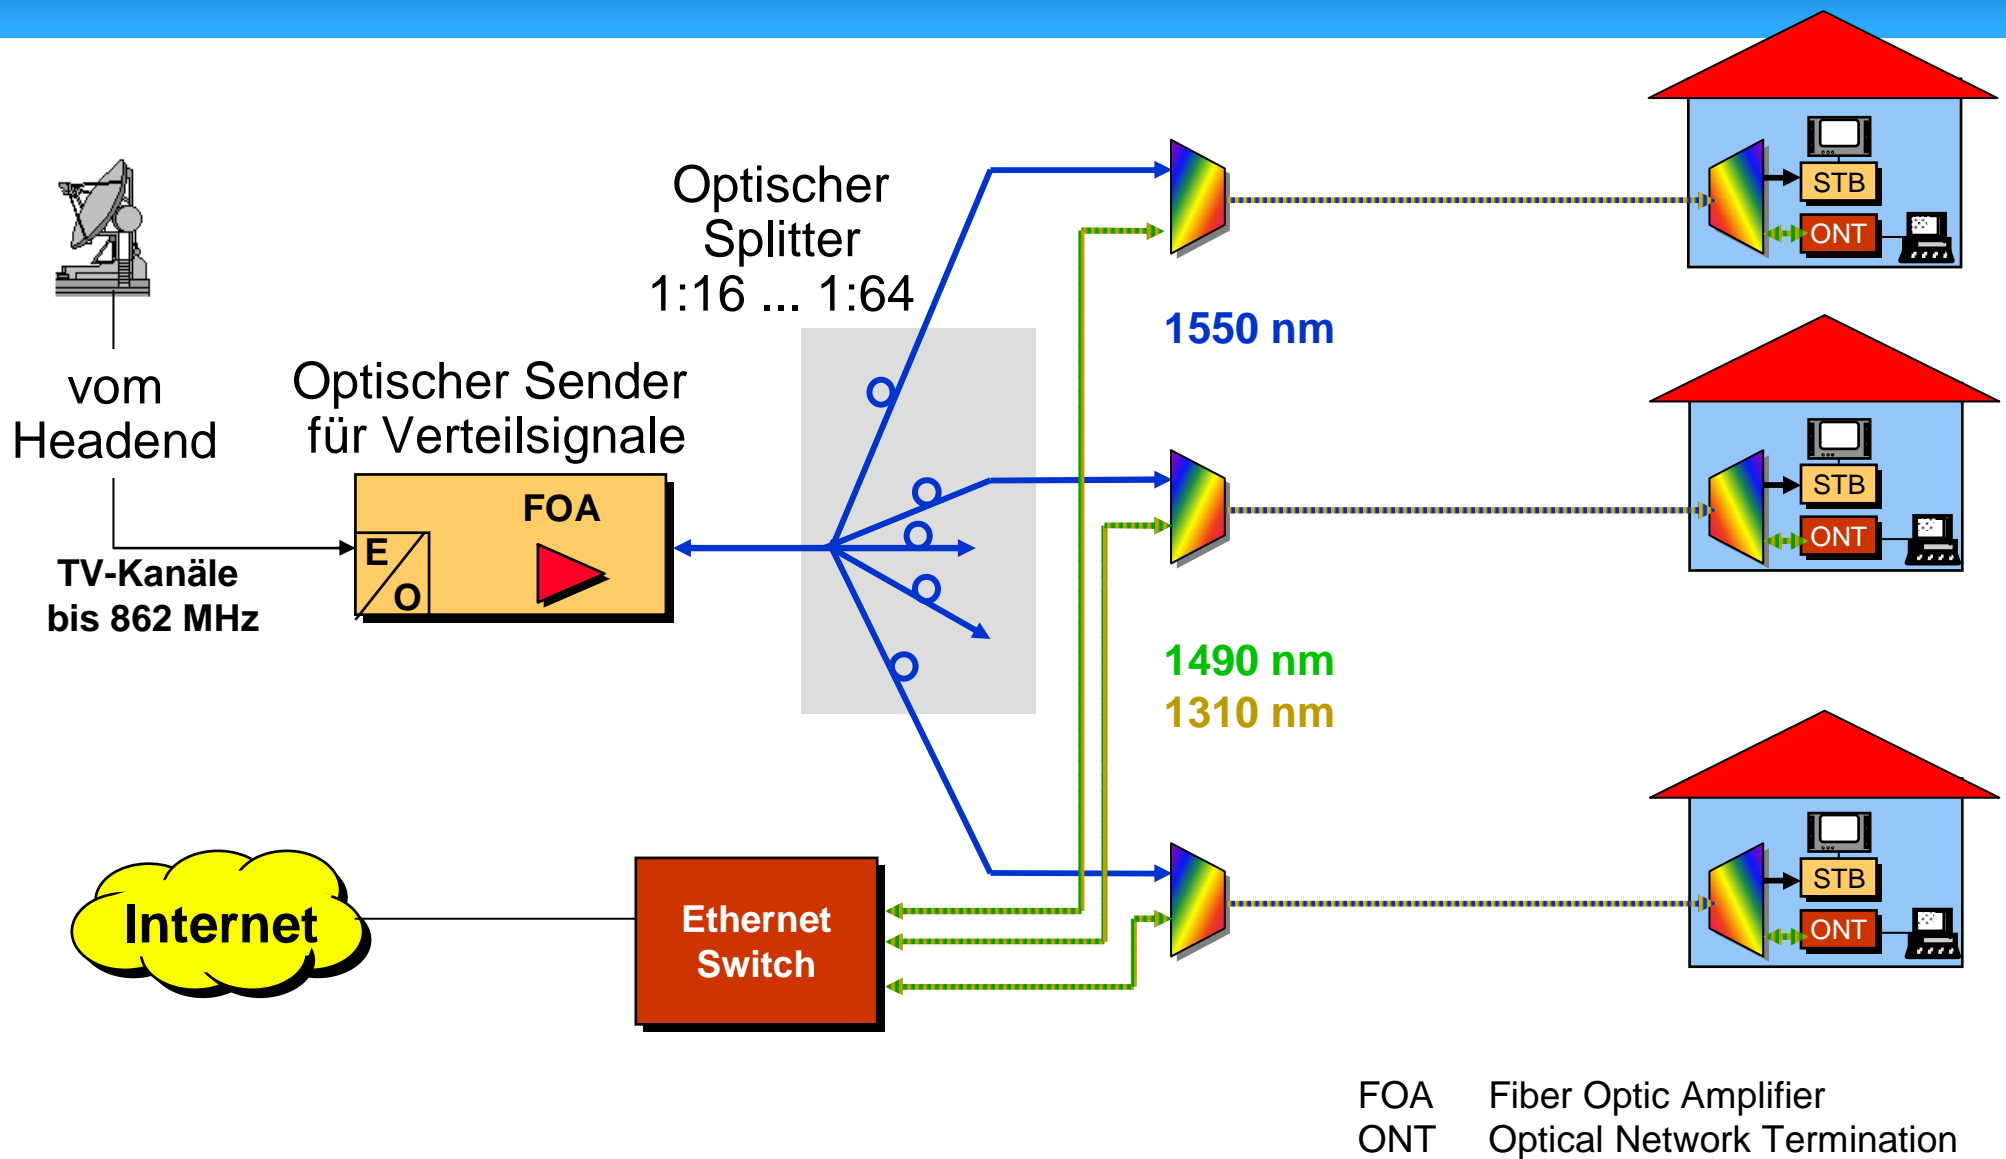 Optischer
Splitter
1:16 ... 1:64
vom
Headend
Optischer Sender
für Verteilsignale
FOA
E
O
TV-Kanäle
bis 862 MHz
1550 nm
1490 nm
1310 nm
STB
ONT
STB
ONT
STB
ONT
Internet
Ethernet
Switch
FOA Fiber Optic Amplifier
ONT Optical Network Termination